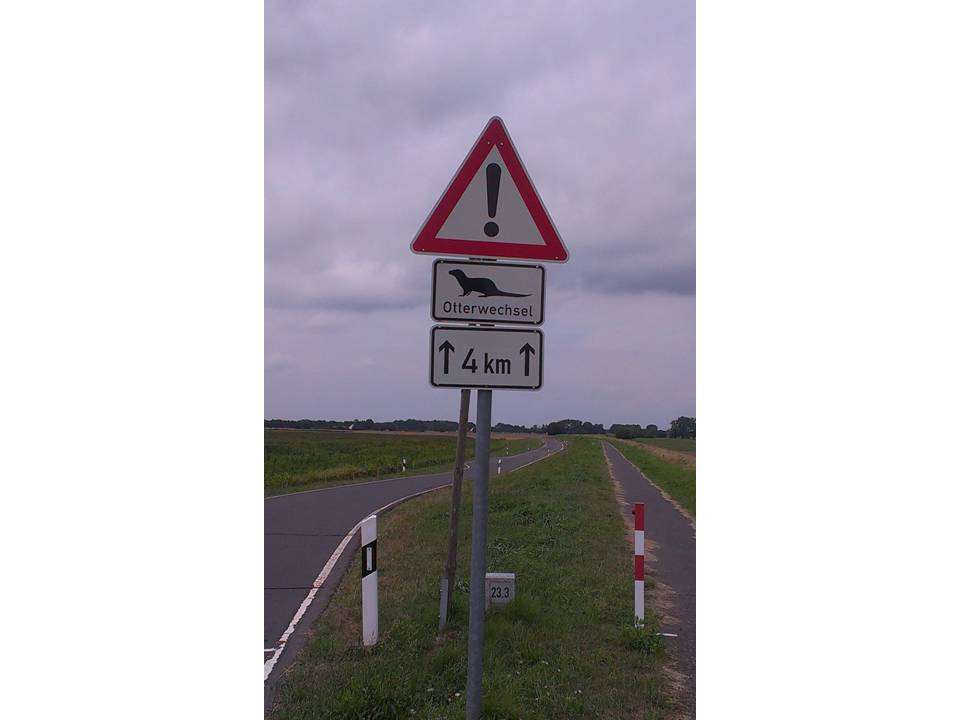 Otterwechsel
↑ 4 km ↑
23,3